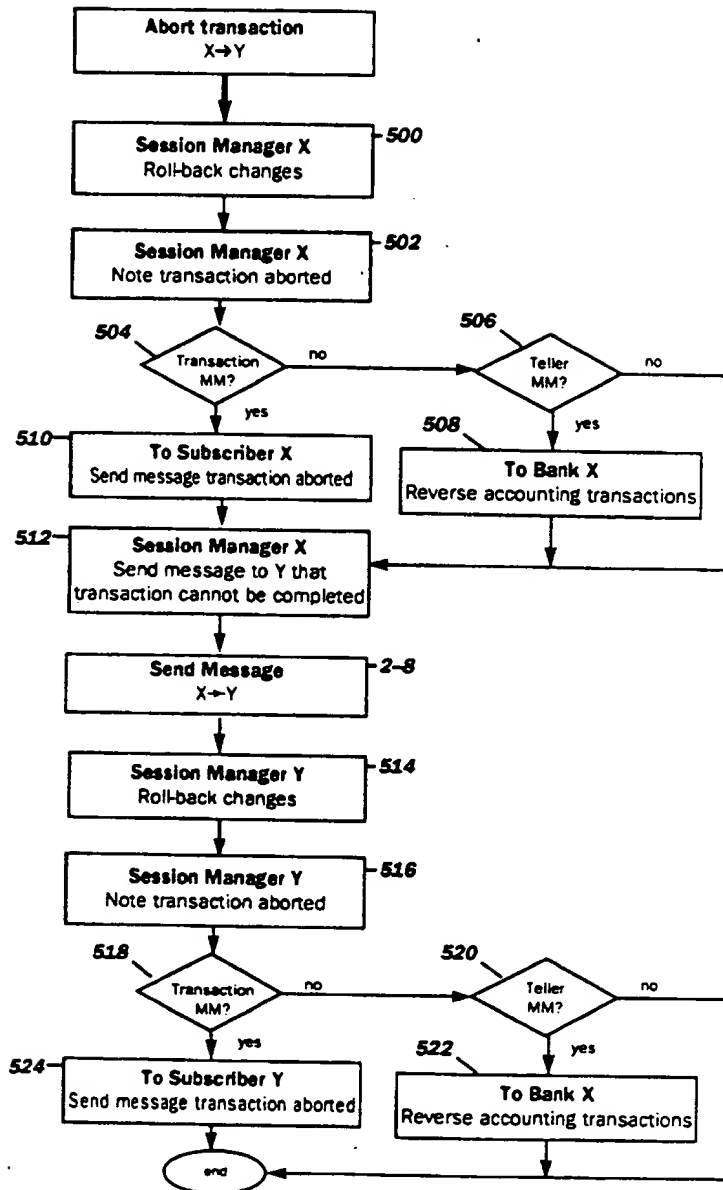 Abort transaction
X→Y
500
Session Manager X
Roll-back changes
502
Session Manager X
Note transaction aborted
504
Transaction
MM?
no
506
Teller
MM?
no
yes
yes
510
To Subscriber X
Send message transaction aborted
508
To Bank X
Reverse accounting transactions
512
Session Manager X
Send message to Y that
transaction cannot be completed
Send Message
X→Y
2-8
Session Manager Y
Roll-back changes
514
Session Manager Y
Note transaction aborted
516
518
Transaction
MM?
no
520
Teller
MM?
no
yes
yes
524
To Subscriber Y
Send message transaction aborted
522
To Bank X
Reverse accounting transactions
end